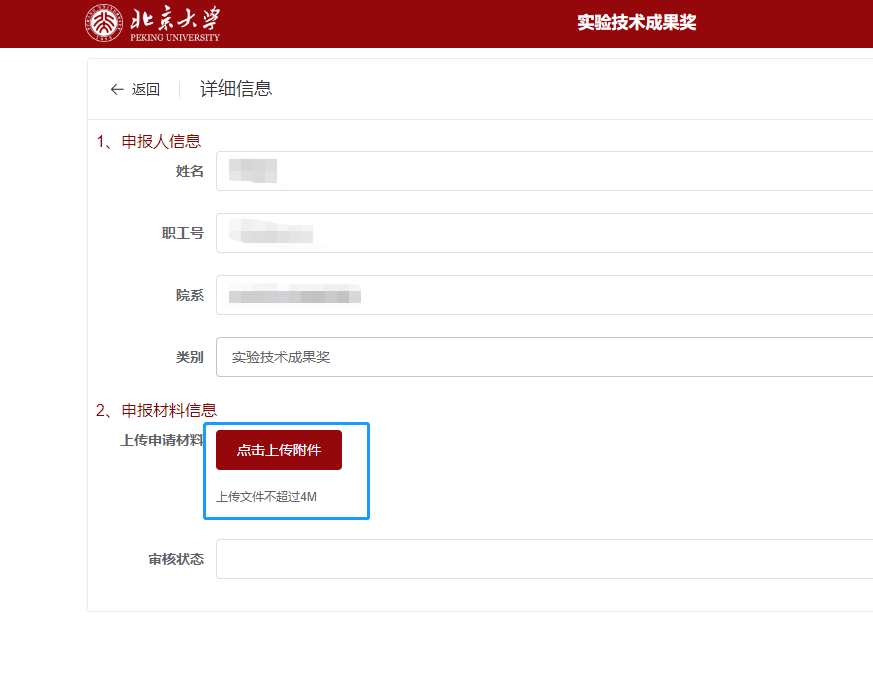 北京大学
PEKING UNIVERSITY
实验技术成果奖
← 返回 详细信息
1、申报人信息
姓名
职工号
院系
类别 实验技术成果奖
2、申报材料信息
上传申请材料 点击上传附件
上传文件不超过4M
审核状态